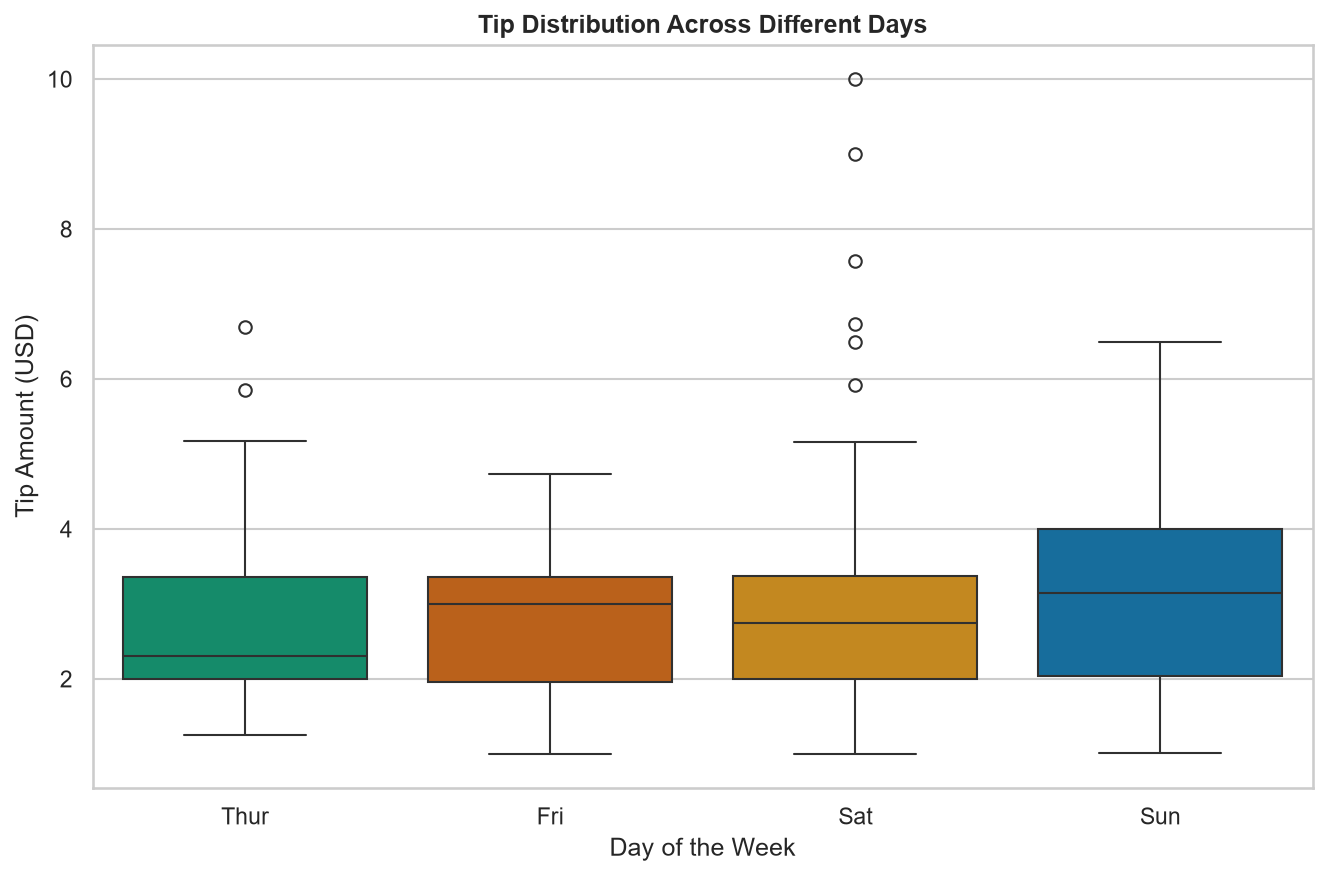 Tip Distribution Across Different Days
10
8
6
4
2
Tip Amount (USD)
Thur Fri Sat Sun
Day of the Week